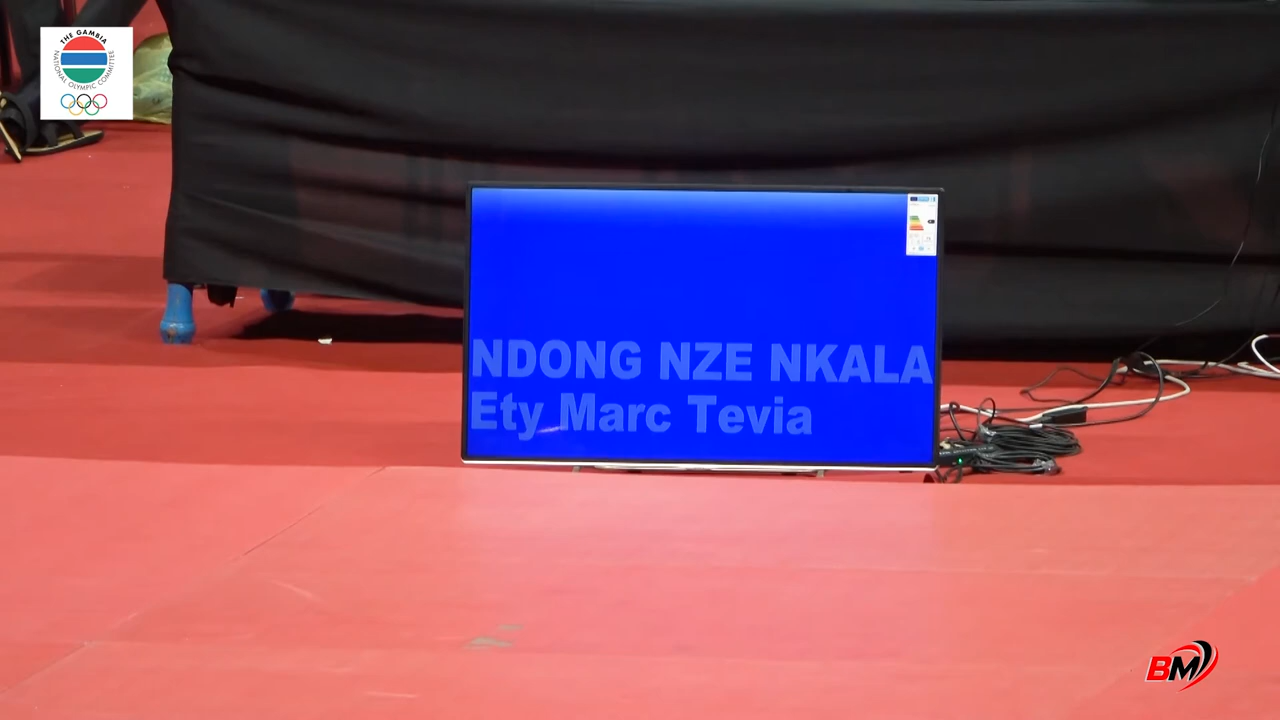 THE GAMBIA
NATIONAL OLYMPIC COMMITTEE
NDONG NZE NKALA
Ety Marc Tevia
BM